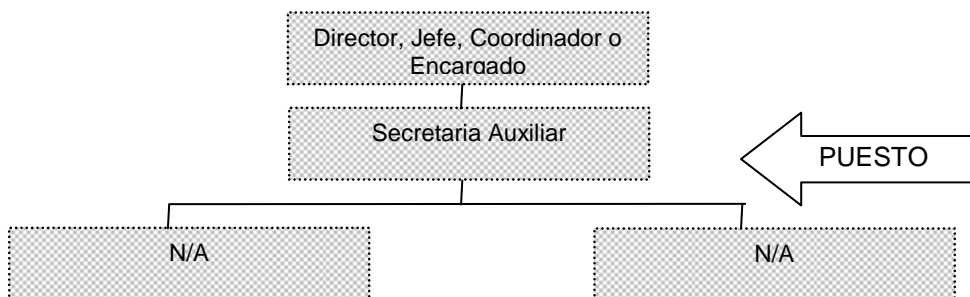 Director, Jefe, Coordinador o
Encargado
Secretaria Auxiliar
PUESTO
N/A
N/A